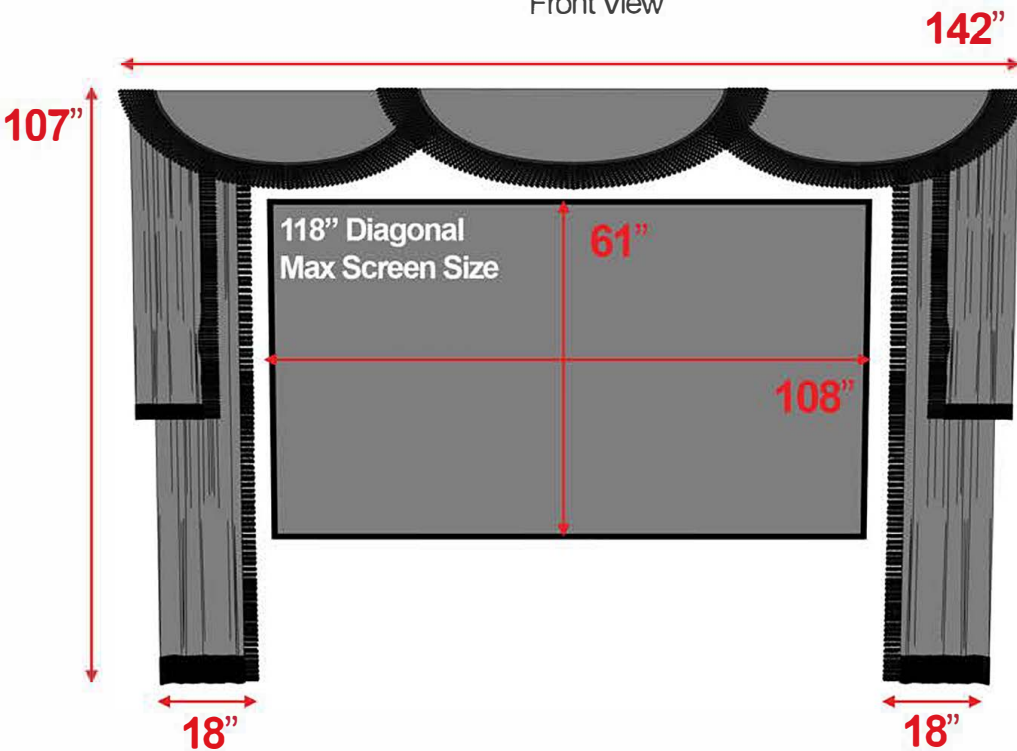 Front View
142”
107”
118” Diagonal
Max Screen Size
61”
108”
18”
18”